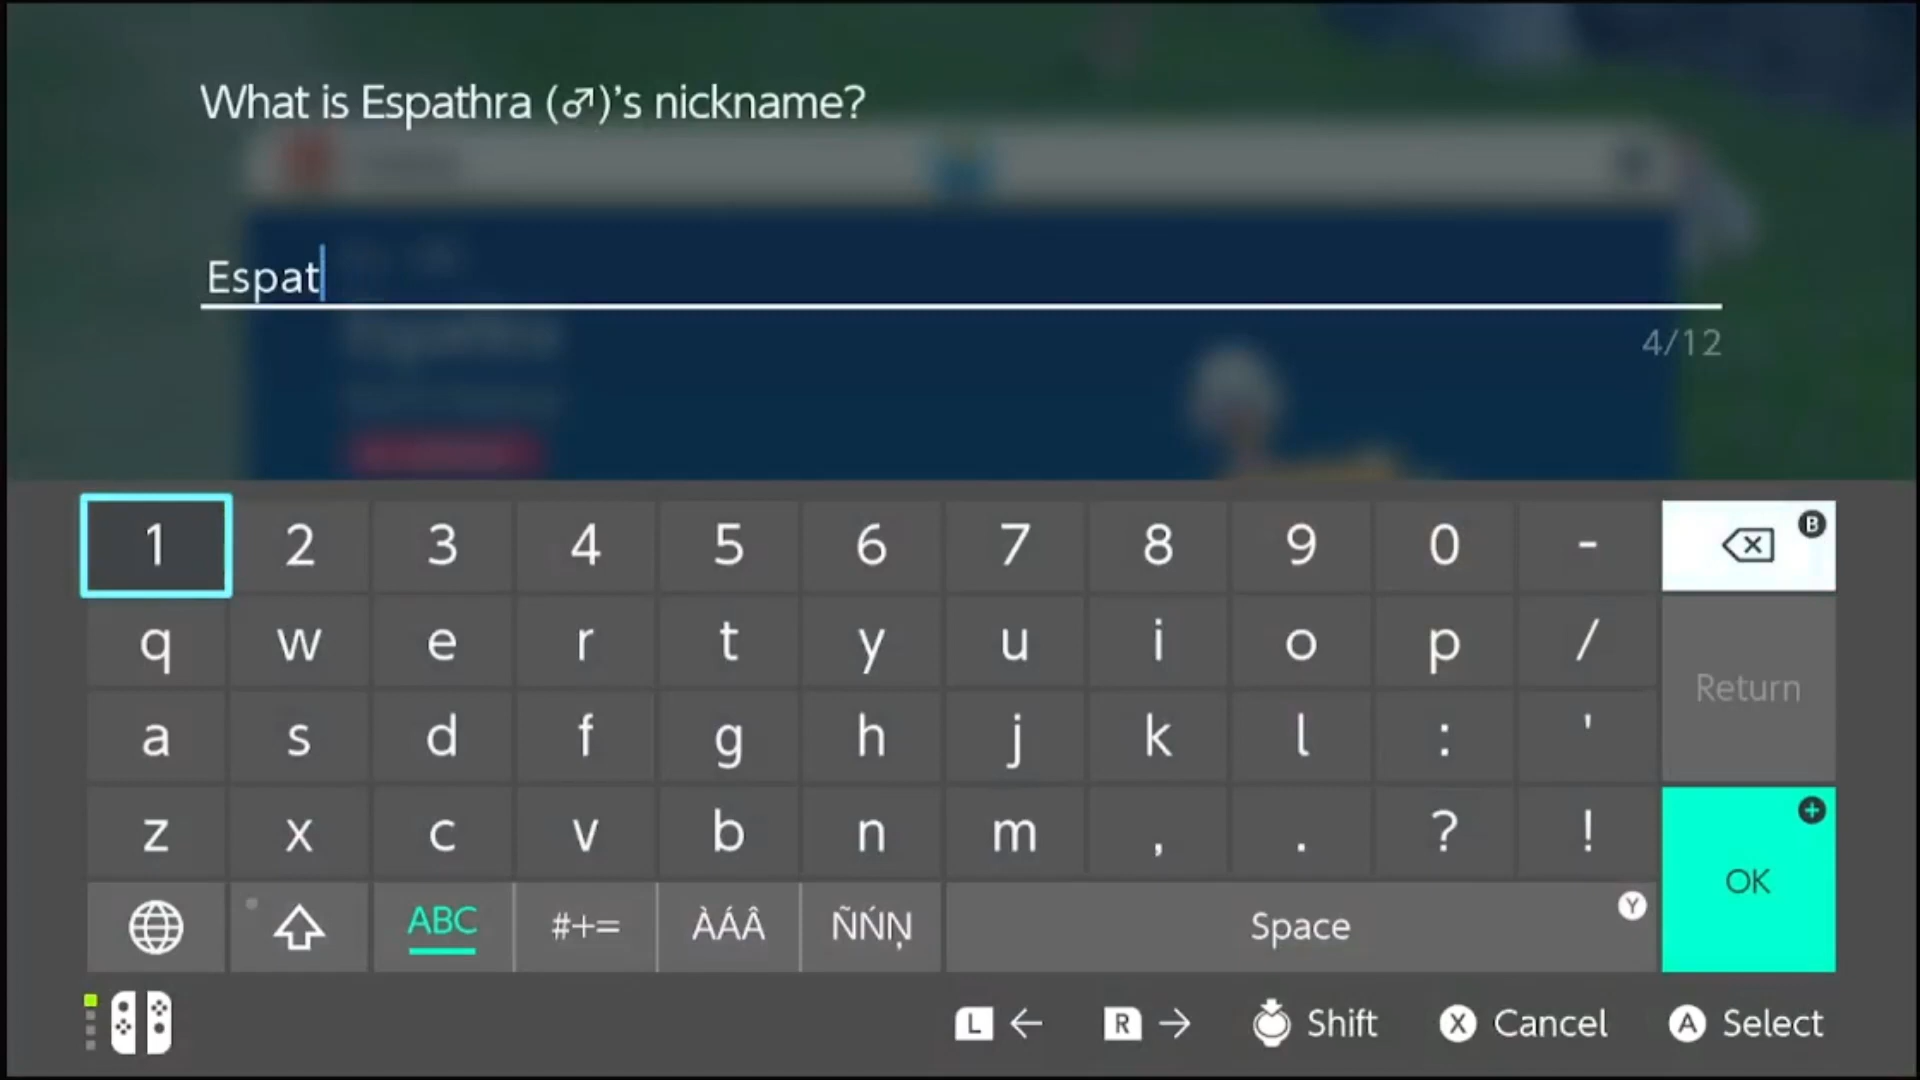 What is Espathra (♂)'s nickname?
Espat
4/12
1 2 3 4 5 6 7 8 9 0 - B
q w e r t y u i o p /
Return
a s d f g h j k l : '
z x c v b n m , . ? ! + OK
ABC #+= ÀÁÂ ÑŃŅ Space Y
L ← R → Shift X Cancel A Select